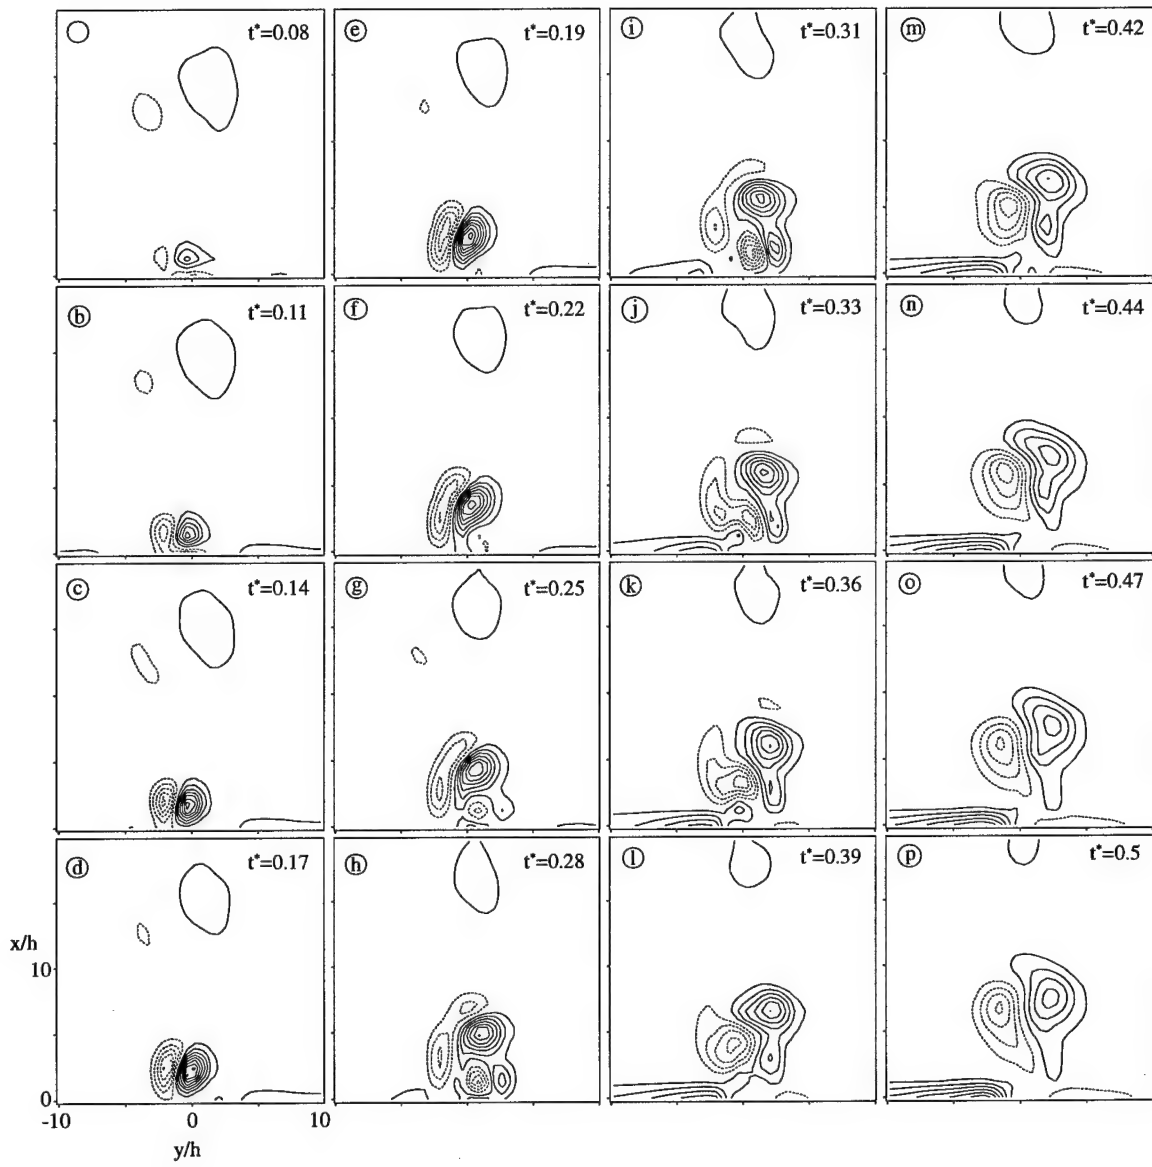 t*=0.08
ⓔ t*=0.19
ⓘ t*=0.31
ⓜ t*=0.42
ⓑ t*=0.11
ⓕ t*=0.22
ⓙ t*=0.33
ⓝ t*=0.44
ⓒ t*=0.14
ⓖ t*=0.25
ⓚ t*=0.36
ⓞ t*=0.47
ⓓ t*=0.17
ⓗ t*=0.28
ⓛ t*=0.39
ⓟ t*=0.5
x/h
10
0
-10 0 10
y/h